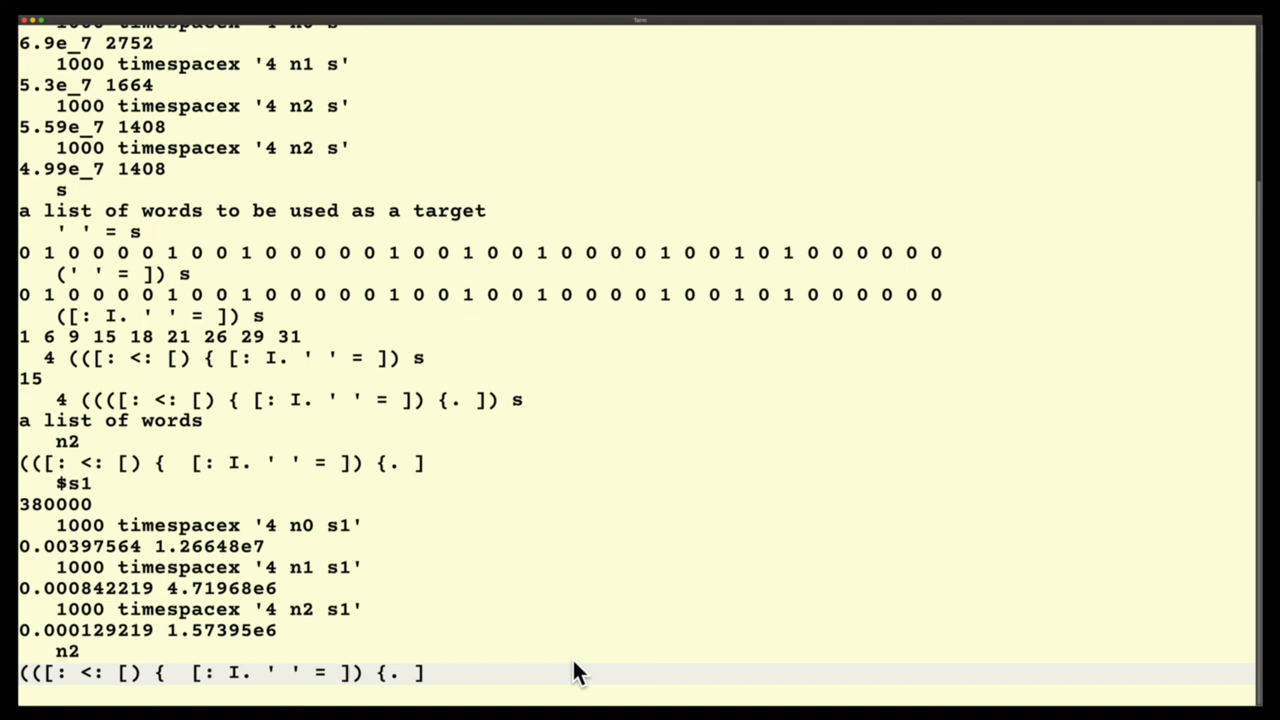 Term
1000 timespacex '4 n0 s'
6.9e_7 2752
1000 timespacex '4 n1 s'
5.3e_7 1664
1000 timespacex '4 n2 s'
5.59e_7 1408
1000 timespacex '4 n2 s'
4.99e_7 1408
s
a list of words to be used as a target
' ' = s
0 1 0 0 0 0 1 0 0 1 0 0 0 0 0 1 0 0 1 0 0 1 0 0 0 0 1 0 0 1 0 1 0 0 0 0 0 0
(' ' = ]) s
0 1 0 0 0 0 1 0 0 1 0 0 0 0 0 1 0 0 1 0 0 1 0 0 0 0 1 0 0 1 0 1 0 0 0 0 0 0
([: I. ' ' = ]) s
1 6 9 15 18 21 26 29 31
4 (([: <: [) { [: I. ' ' = ]) s
15
4 ((([: <: [) { [: I. ' ' = ]) {. ]) s
a list of words
n2
(([: <: [) {  [: I. ' ' = ]) {. ]
$s1
380000
1000 timespacex '4 n0 s1'
0.00397564 1.26648e7
1000 timespacex '4 n1 s1'
0.000842219 4.71968e6
1000 timespacex '4 n2 s1'
0.000129219 1.57395e6
n2
(([: <: [) {  [: I. ' ' = ]) {. ]